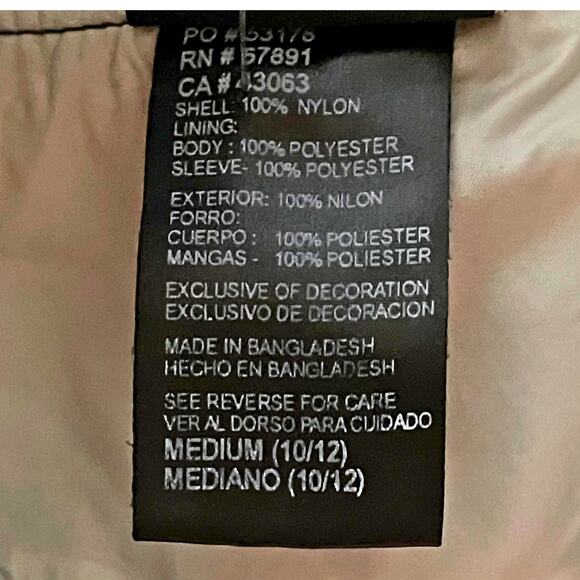 PO # 53178
RN # 57891
CA # 43063
SHELL: 100% NYLON
LINING:
BODY : 100% POLYESTER
SLEEVE- 100% POLYESTER
EXTERIOR: 100% NILON
FORRO:
CUERPO : 100% POLIESTER
MANGAS - 100% POLIESTER
EXCLUSIVE OF DECORATION
EXCLUSIVO DE DECORACION
MADE IN BANGLADESH
HECHO EN BANGLADESH
SEE REVERSE FOR CARE
VER AL DORSO PARA CUIDADO
MEDIUM (10/12)
MEDIANO (10/12)